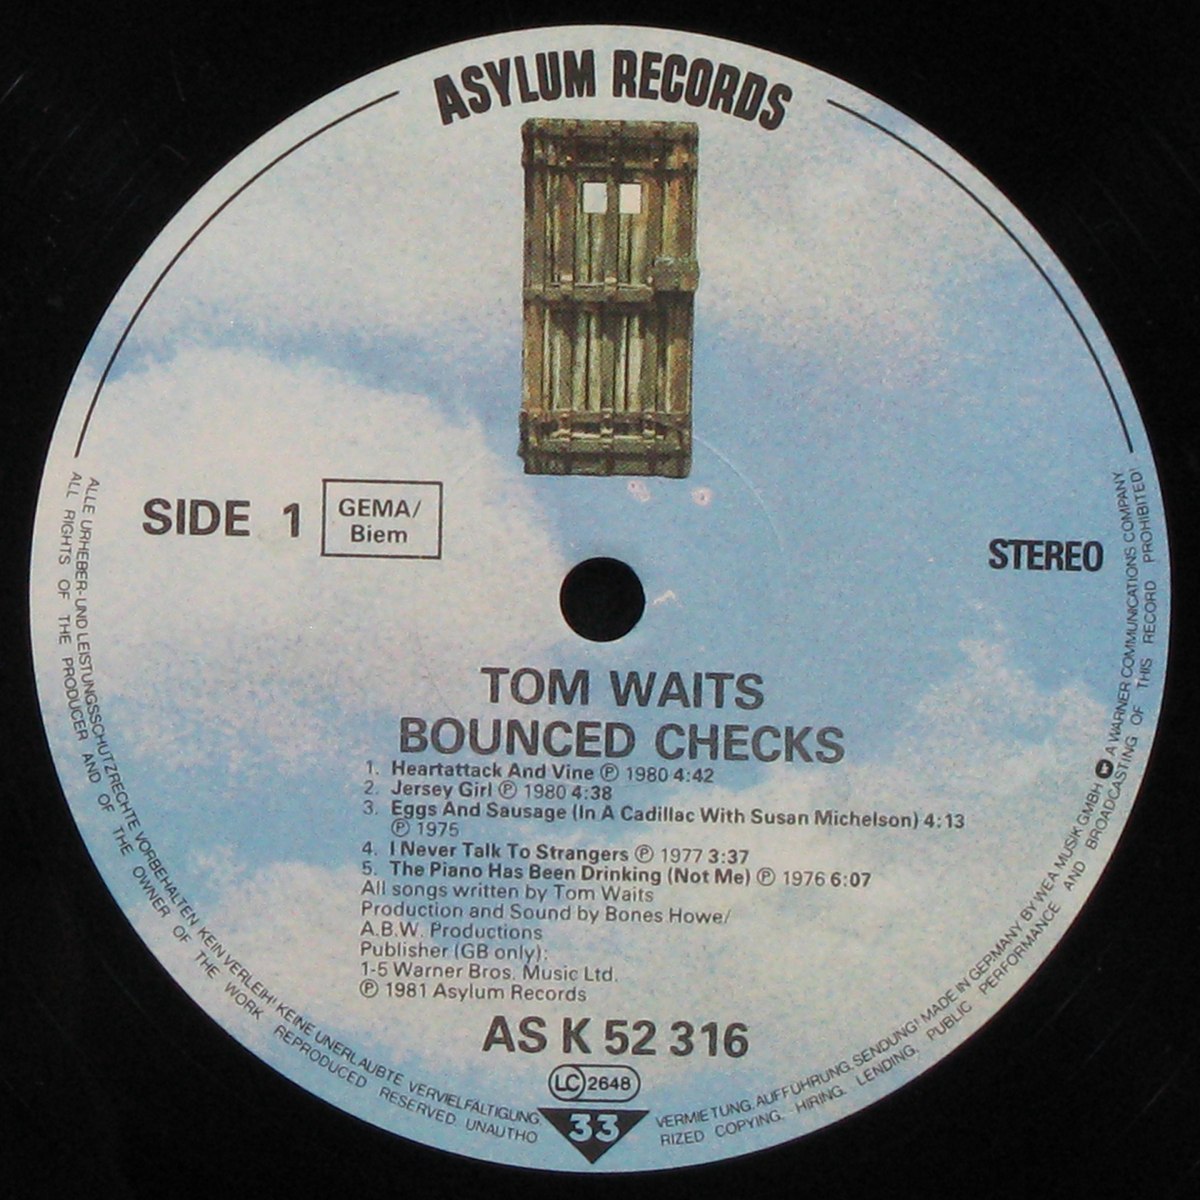 ASYLUM RECORDS
SIDE 1
GEMA/
Biem
STEREO
TOM WAITS
BOUNCED CHECKS
1. Heartattack And Vine ℗ 1980 4:42
2. Jersey Girl ℗ 1980 4:38
3. Eggs And Sausage (In A Cadillac With Susan Michelson) 4:13
℗ 1975
4. I Never Talk To Strangers ℗ 1977 3:37
5. The Piano Has Been Drinking (Not Me) ℗ 1976 6:07
All songs written by Tom Waits
Production and Sound by Bones Howe/
A.B.W. Productions
Publisher (GB only):
1-5 Warner Bros. Music Ltd.
℗ 1981 Asylum Records
AS K 52 316
LC 2648
33
ALLE URHEBER- UND LEISTUNGSSCHUTZRECHTE VORBEHALTEN KEIN VERLEIH! KEINE UNERLAUBTE VERVIELFÄLTIGUNG, VERMIETUNG, AUFFÜHRUNG, SENDUNG! MADE IN GERMANY BY WEA MUSIK GMBH A WARNER COMMUNICATIONS COMPANY
ALL RIGHTS OF THE PRODUCER AND OF THE OWNER OF THE WORK REPRODUCED RESERVED. UNAUTHORIZED COPYING, HIRING, LENDING, PUBLIC PERFORMANCE AND BROADCASTING OF THIS RECORD PROHIBITED!